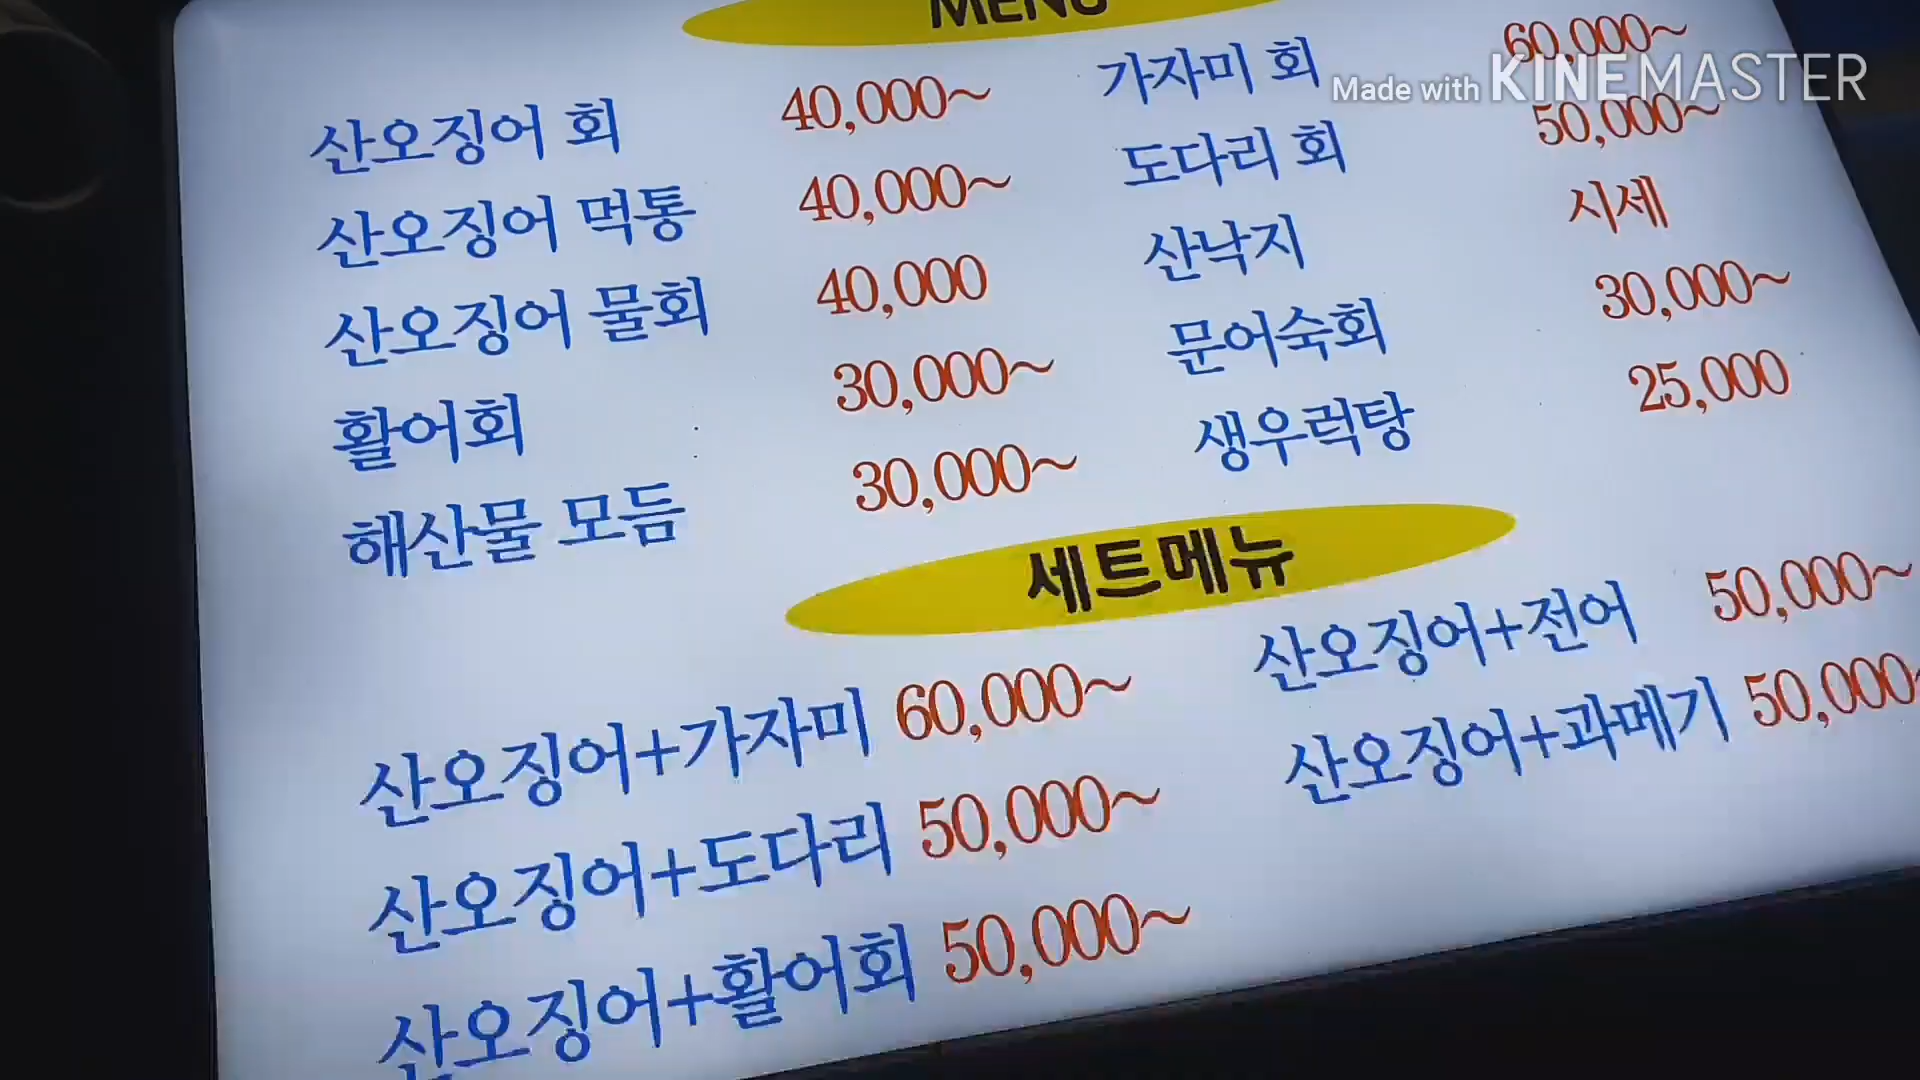 MENU
산오징어 회 40,000~
산오징어 먹통 40,000~
산오징어 물회 40,000
활어회 30,000~
해산물 모듬 30,000~
가자미 회 60,000~
도다리 회 50,000~
산낙지 시세
문어숙회 30,000~
생우럭탕 25,000
세트메뉴
산오징어+가자미 60,000~
산오징어+도다리 50,000~
산오징어+활어회 50,000~
산오징어+전어 50,000~
산오징어+과메기 50,000~
Made with KINEMASTER